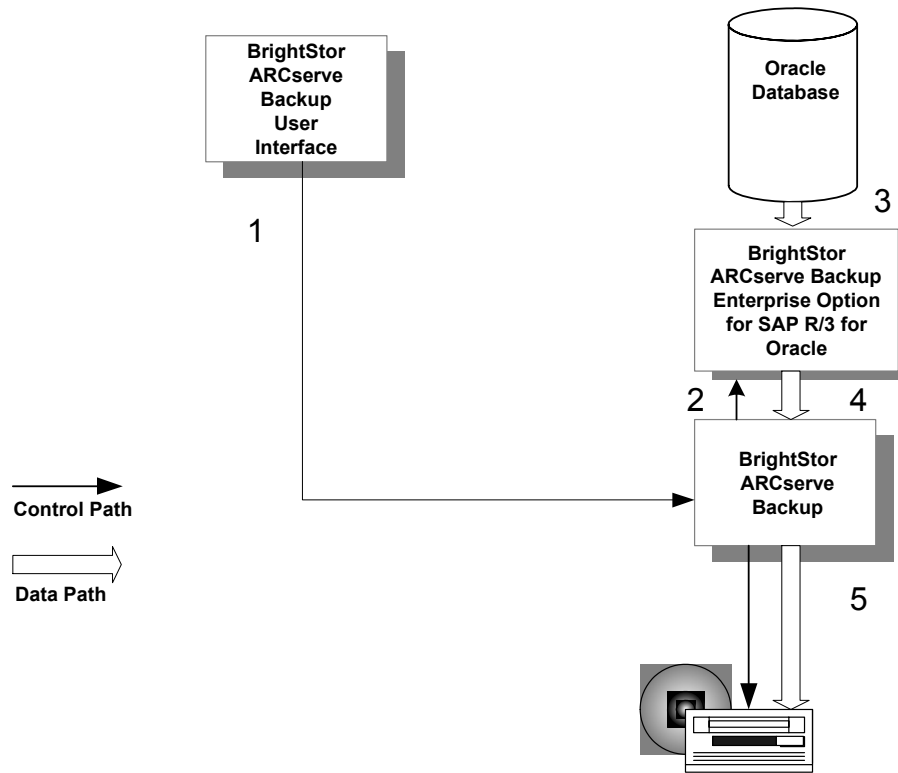 BrightStor
ARCserve
Backup
User
Interface
Oracle
Database
1
3
BrightStor
ARCserve Backup
Enterprise Option
for SAP R/3 for
Oracle
2
4
BrightStor
ARCserve
Backup
Control Path
Data Path
5